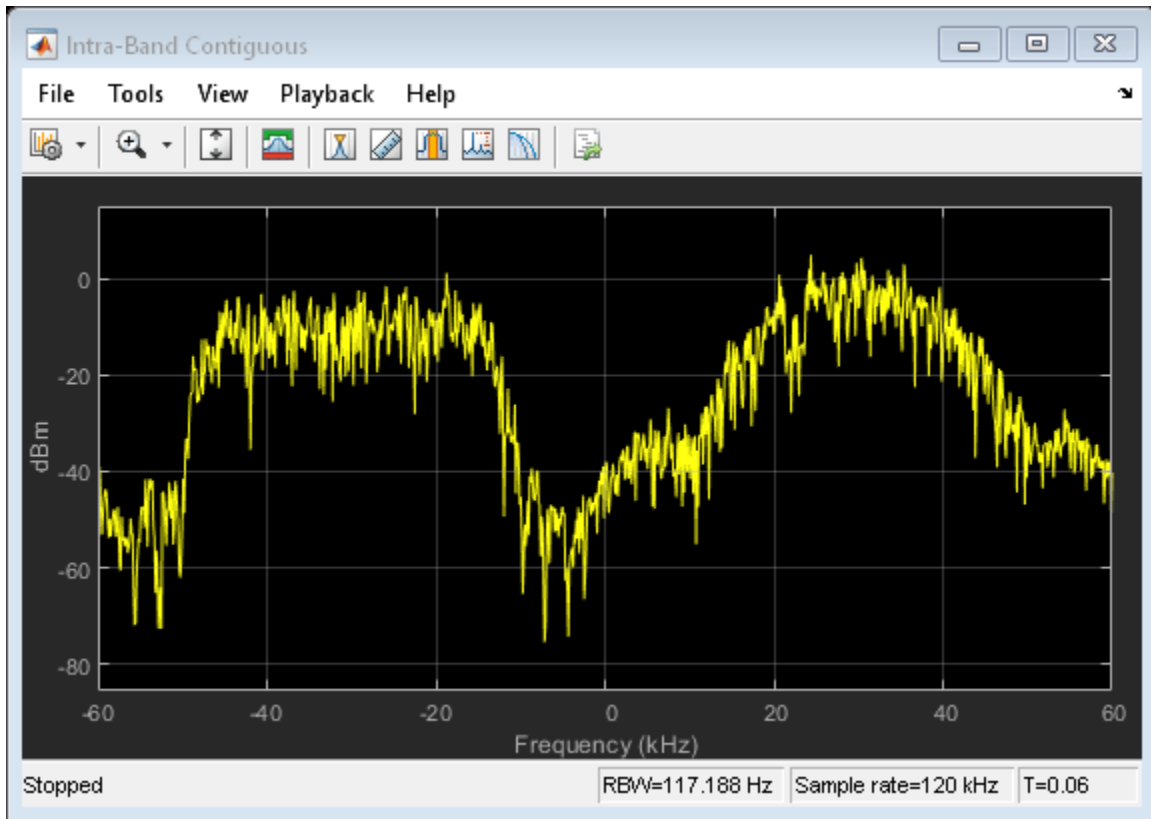 Intra-Band Contiguous
File Tools View Playback Help
0
-20
-40
-60
-80
dBm
-60 -40 -20 0 20 40 60
Frequency (kHz)
Stopped RBW=117.188 Hz Sample rate=120 kHz T=0.06